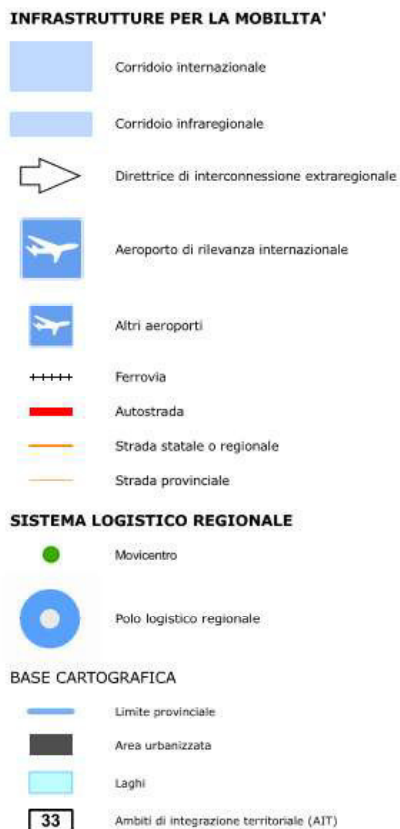 INFRASTRUTTURE PER LA MOBILITA'
Corridoio internazionale
Corridoio infraregionale
Direttrice di interconnessione extraregionale
Aeroporto di rilevanza internazionale
Altri aeroporti
Ferrovia
Autostrada
Strada statale o regionale
Strada provinciale
SISTEMA LOGISTICO REGIONALE
Movicentro
Polo logistico regionale
BASE CARTOGRAFICA
Limite provinciale
Area urbanizzata
Laghi
33 Ambiti di integrazione territoriale (AIT)